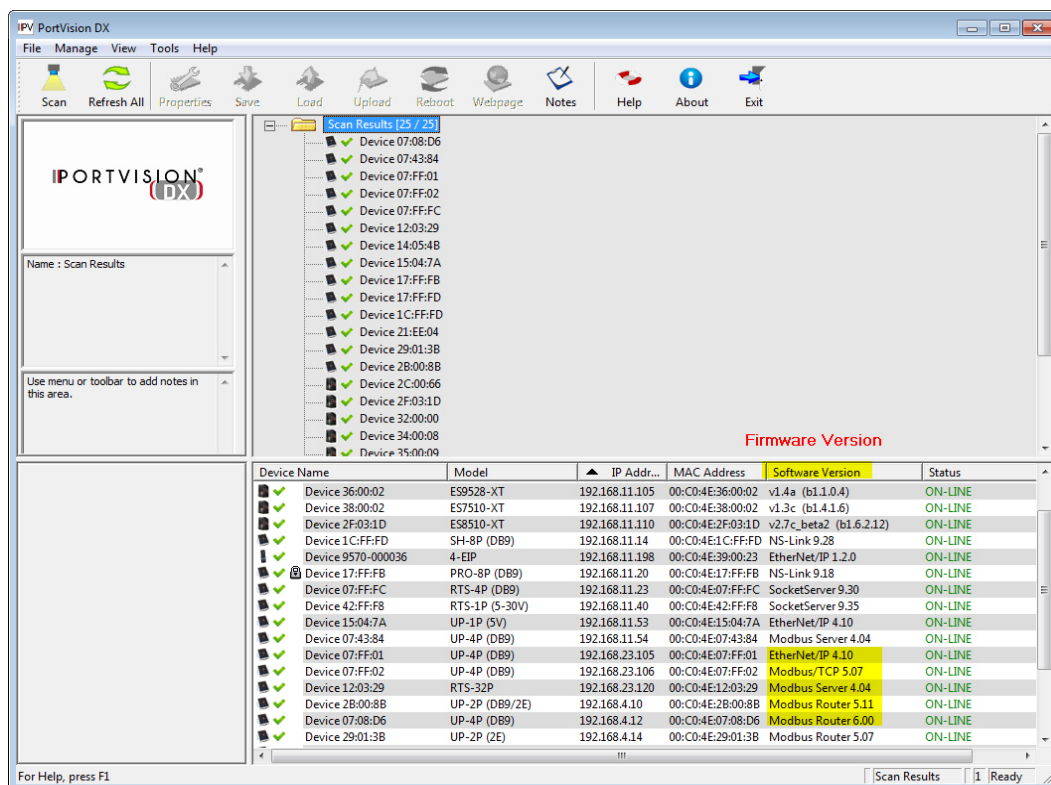 IPV PortVision DX
File Manage View Tools Help
Scan Refresh All Properties Save Load Upload Reboot Webpage Notes Help About Exit
IPORTVISION®
(DX)
Name : Scan Results
Use menu or toolbar to add notes in
this area.
Scan Results [25 / 25]
Device 07:08:D6
Device 07:43:84
Device 07:FF:01
Device 07:FF:02
Device 07:FF:FC
Device 12:03:29
Device 14:05:4B
Device 15:04:7A
Device 17:FF:FB
Device 17:FF:FD
Device 1C:FF:FD
Device 21:EE:04
Device 29:01:3B
Device 2B:00:8B
Device 2C:00:66
Device 2F:03:1D
Device 32:00:00
Device 34:00:08
Device 35:00:09
Firmware Version
Device Name Model IP Addr... MAC Address Software Version Status
Device 36:00:02 ES9528-XT 192.168.11.105 00:C0:4E:36:00:02 v1.4a (b1.1.0.4) ON-LINE
Device 38:00:02 ES7510-XT 192.168.11.107 00:C0:4E:38:00:02 v1.3c (b1.4.1.6) ON-LINE
Device 2F:03:1D ES8510-XT 192.168.11.110 00:C0:4E:2F:03:1D v2.7c_beta2 (b1.6.2.12) ON-LINE
Device 1C:FF:FD SH-8P (DB9) 192.168.11.14 00:C0:4E:1C:FF:FD NS-Link 9.28 ON-LINE
Device 9570-000036 4-EIP 192.168.11.198 00:C0:4E:39:00:23 EtherNet/IP 1.2.0 ON-LINE
Device 17:FF:FB PRO-8P (DB9) 192.168.11.20 00:C0:4E:17:FF:FB NS-Link 9.18 ON-LINE
Device 07:FF:FC RTS-4P (DB9) 192.168.11.23 00:C0:4E:07:FF:FC SocketServer 9.30 ON-LINE
Device 42:FF:F8 RTS-1P (5-30V) 192.168.11.40 00:C0:4E:42:FF:F8 SocketServer 9.35 ON-LINE
Device 15:04:7A UP-1P (5V) 192.168.11.53 00:C0:4E:15:04:7A EtherNet/IP 4.10 ON-LINE
Device 07:43:84 UP-4P (DB9) 192.168.11.54 00:C0:4E:07:43:84 Modbus Server 4.04 ON-LINE
Device 07:FF:01 UP-4P (DB9) 192.168.23.105 00:C0:4E:07:FF:01 EtherNet/IP 4.10 ON-LINE
Device 07:FF:02 UP-4P (DB9) 192.168.23.106 00:C0:4E:07:FF:02 Modbus/TCP 5.07 ON-LINE
Device 12:03:29 RTS-32P 192.168.23.120 00:C0:4E:12:03:29 Modbus Server 4.04 ON-LINE
Device 2B:00:8B UP-2P (DB9/2E) 192.168.4.10 00:C0:4E:2B:00:8B Modbus Router 5.11 ON-LINE
Device 07:08:D6 UP-4P (DB9) 192.168.4.12 00:C0:4E:07:08:D6 Modbus Router 6.00 ON-LINE
Device 29:01:3B UP-2P (2E) 192.168.4.14 00:C0:4E:29:01:3B Modbus Router 5.07 ON-LINE
For Help, press F1 Scan Results 1 Ready